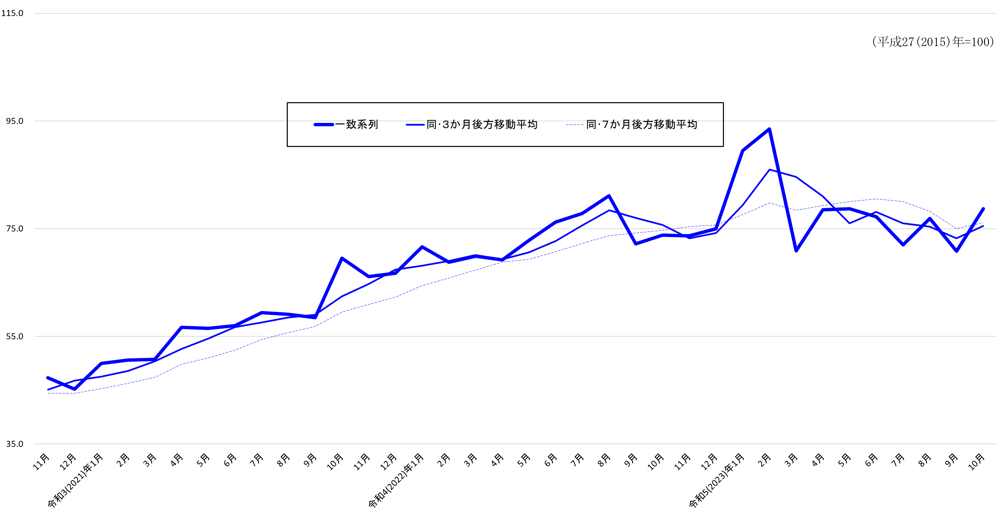 115.0
(平成27(2015)年=100)
95.0
一致系列 同・3か月後方移動平均 同・7か月後方移動平均
75.0
55.0
35.0
11月
12月
令和3(2021)年1月
2月
3月
4月
5月
6月
7月
8月
9月
10月
11月
12月
令和4(2022)年1月
2月
3月
4月
5月
6月
7月
8月
9月
10月
11月
12月
令和5(2023)年1月
2月
3月
4月
5月
6月
7月
8月
9月
10月